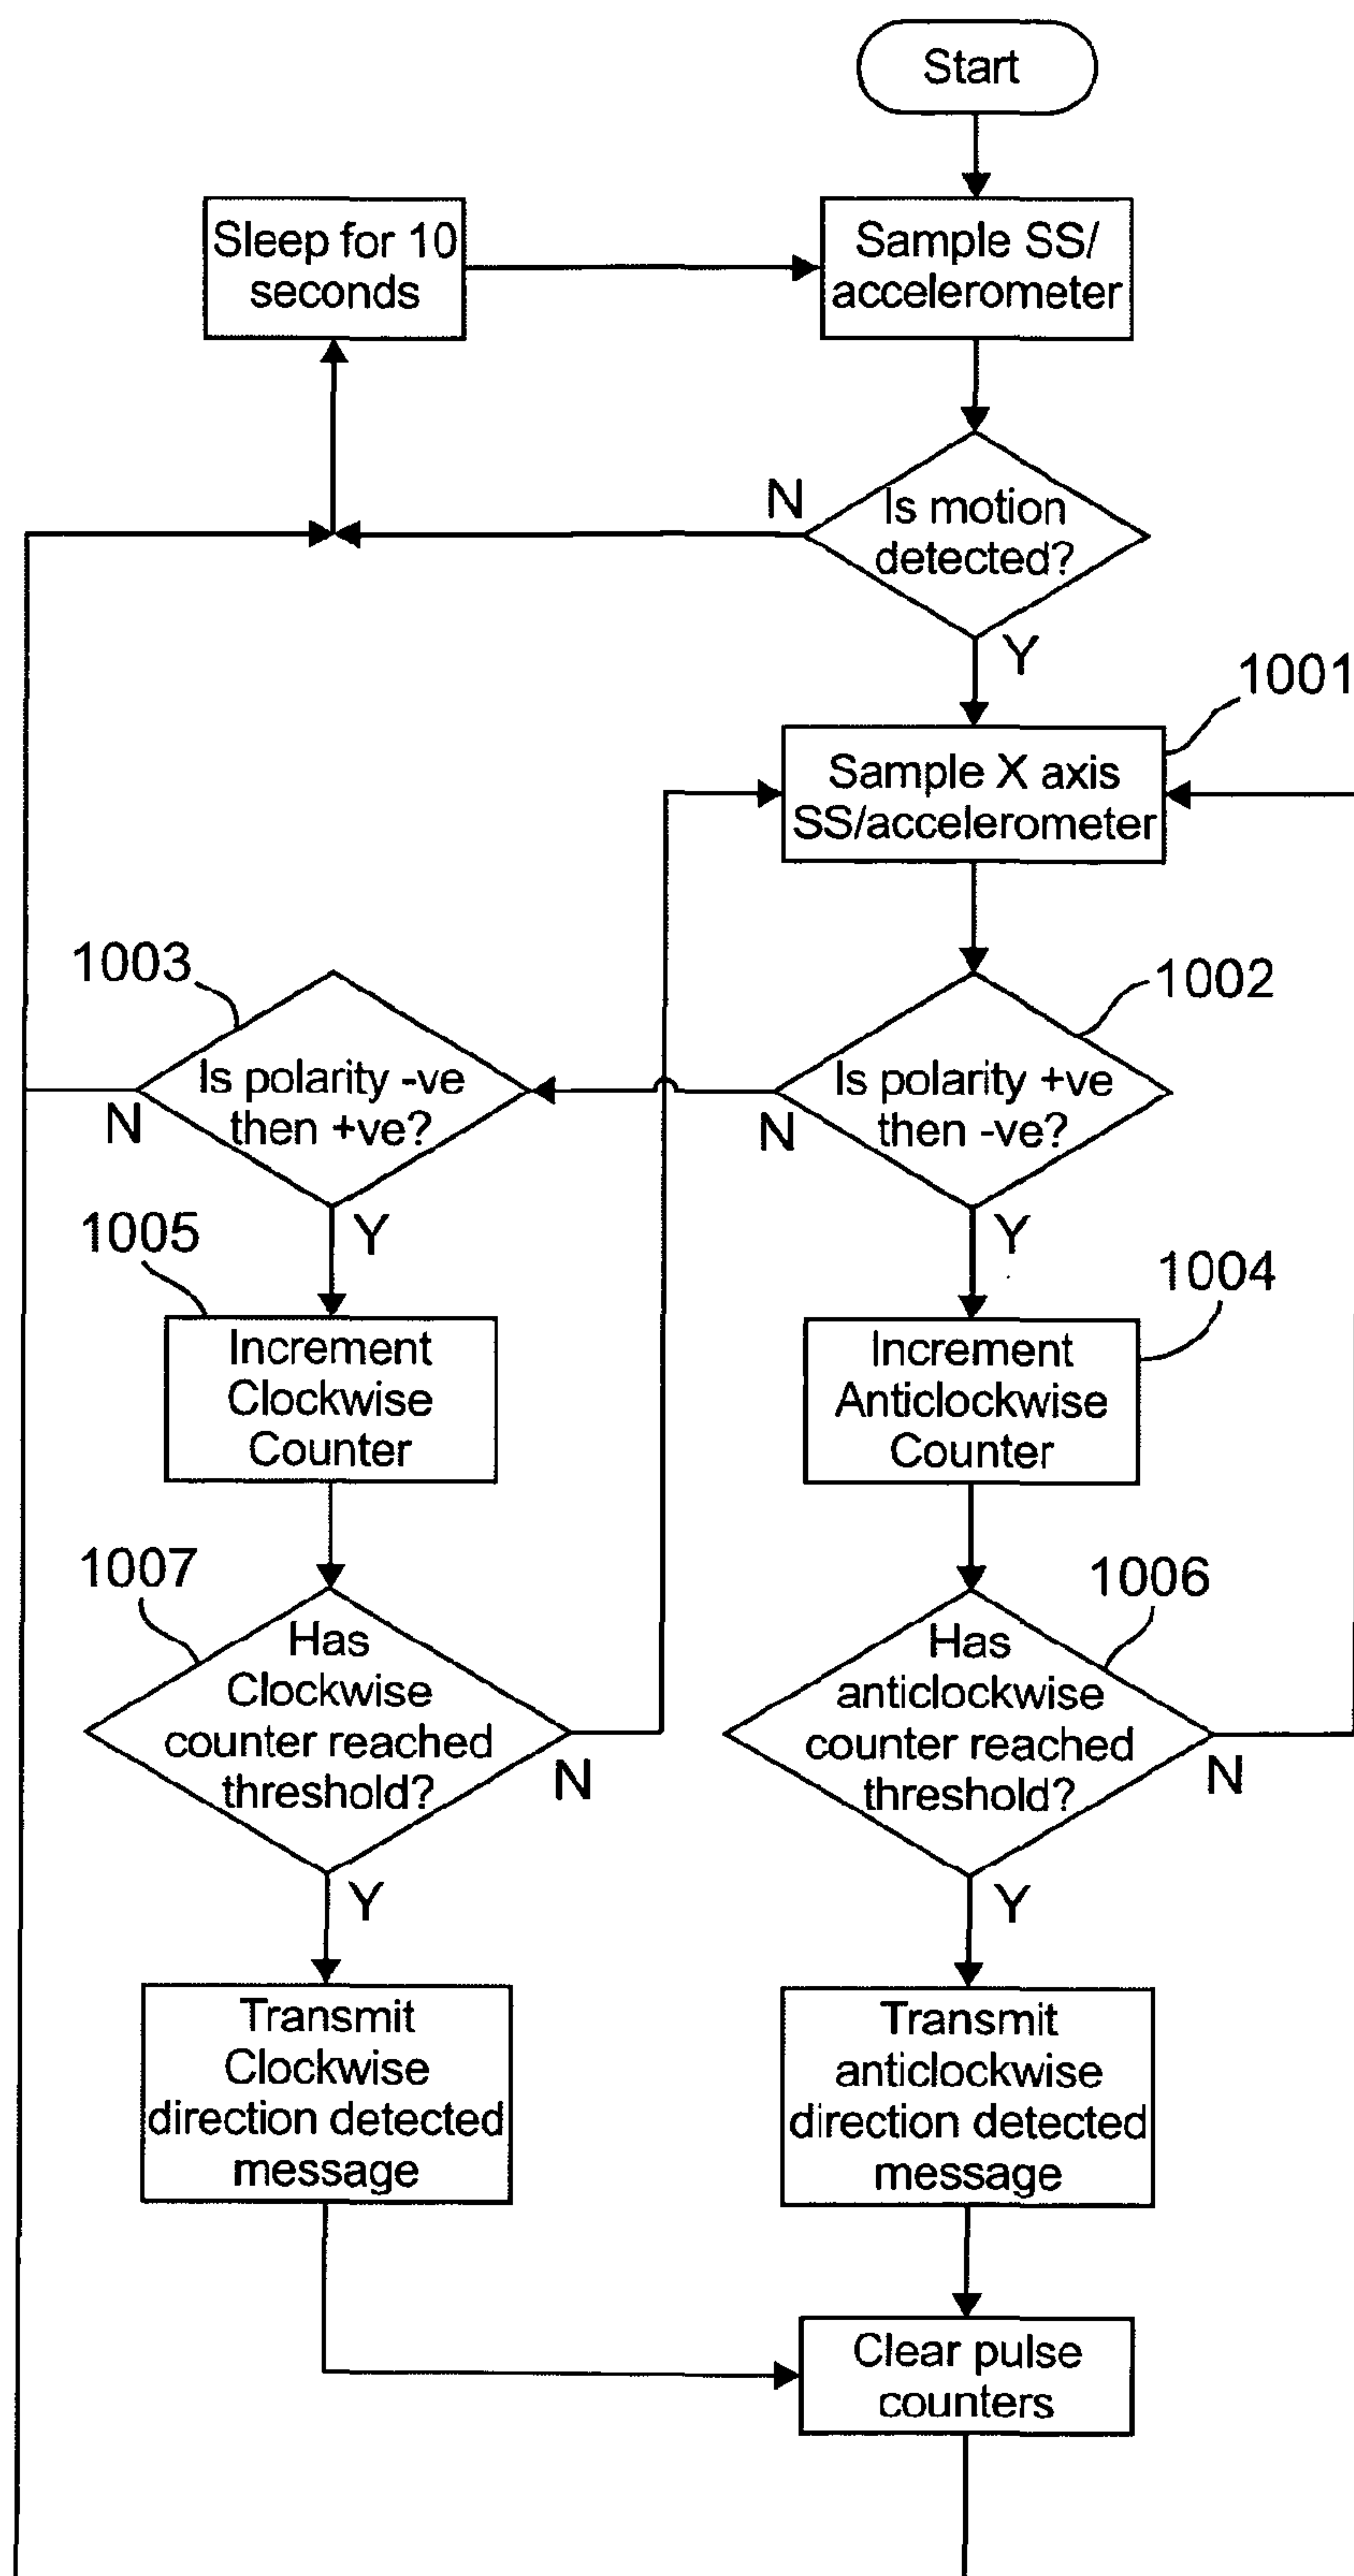 Start
Sleep for 10
seconds
Sample SS/
accelerometer
N
Is motion
detected?
Y
1001
Sample X axis
SS/accelerometer
1003
1002
Is polarity -ve
then +ve?
N
Is polarity +ve
then -ve?
N
Y
Y
1005
1004
Increment
Clockwise
Counter
Increment
Anticlockwise
Counter
1007
1006
Has
Clockwise
counter reached
threshold?
N
Has
anticlockwise
counter reached
threshold?
N
Y
Y
Transmit
Clockwise
direction detected
message
Transmit
anticlockwise
direction detected
message
Clear pulse
counters